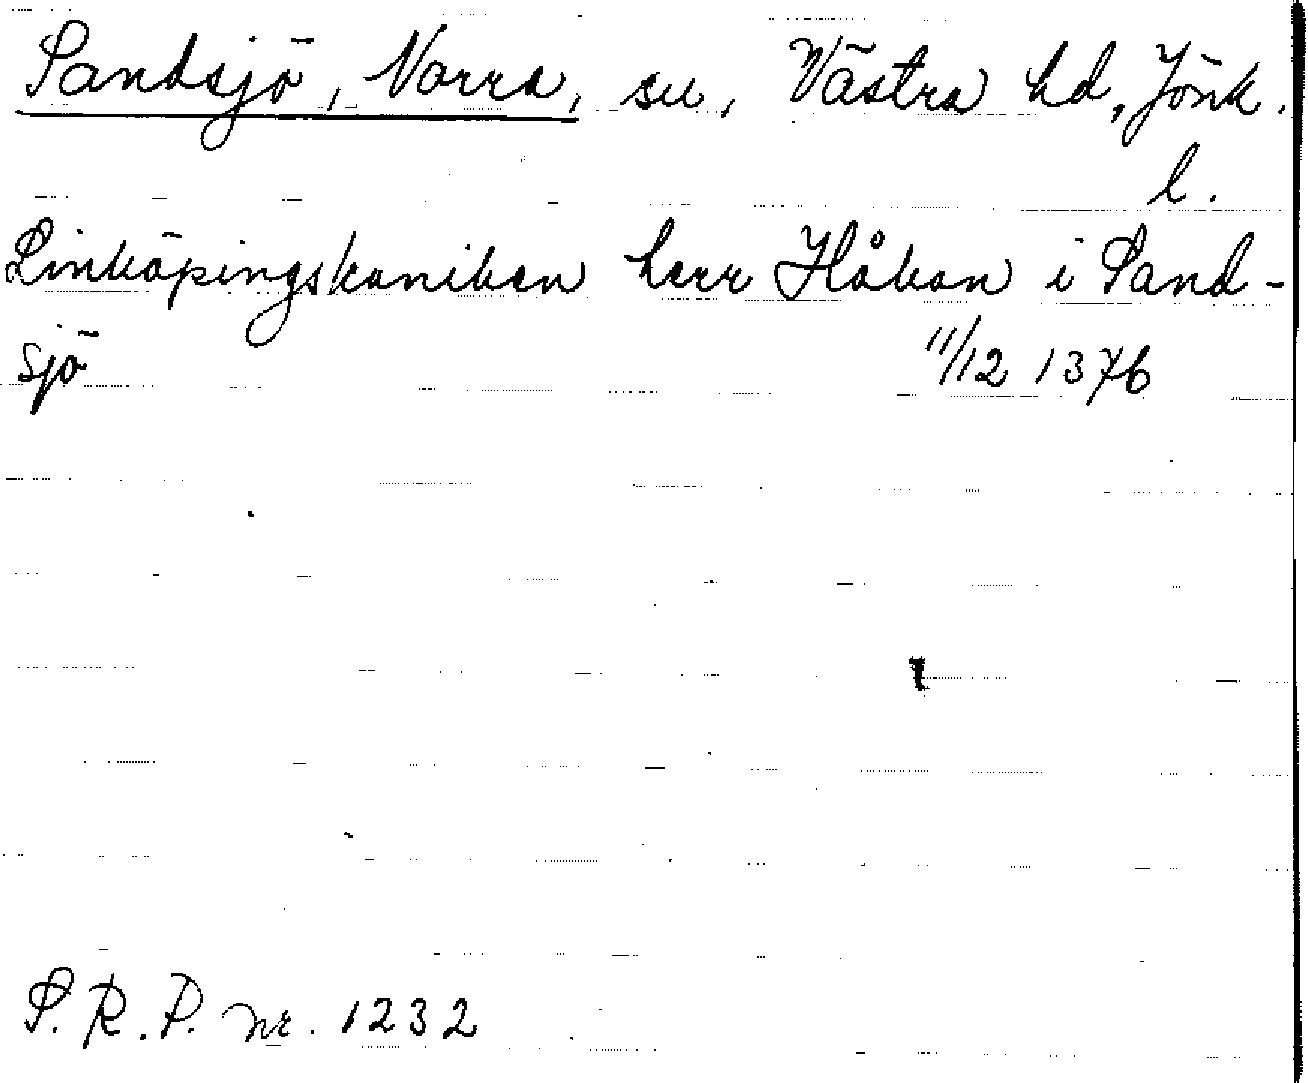 Sandsjö, Norra, sn, Västra hd, Jönk.
l.
Linköpingskaniken herr Håkan i Sand-
sjö 11/12 1376
S.R.P. nr. 1232